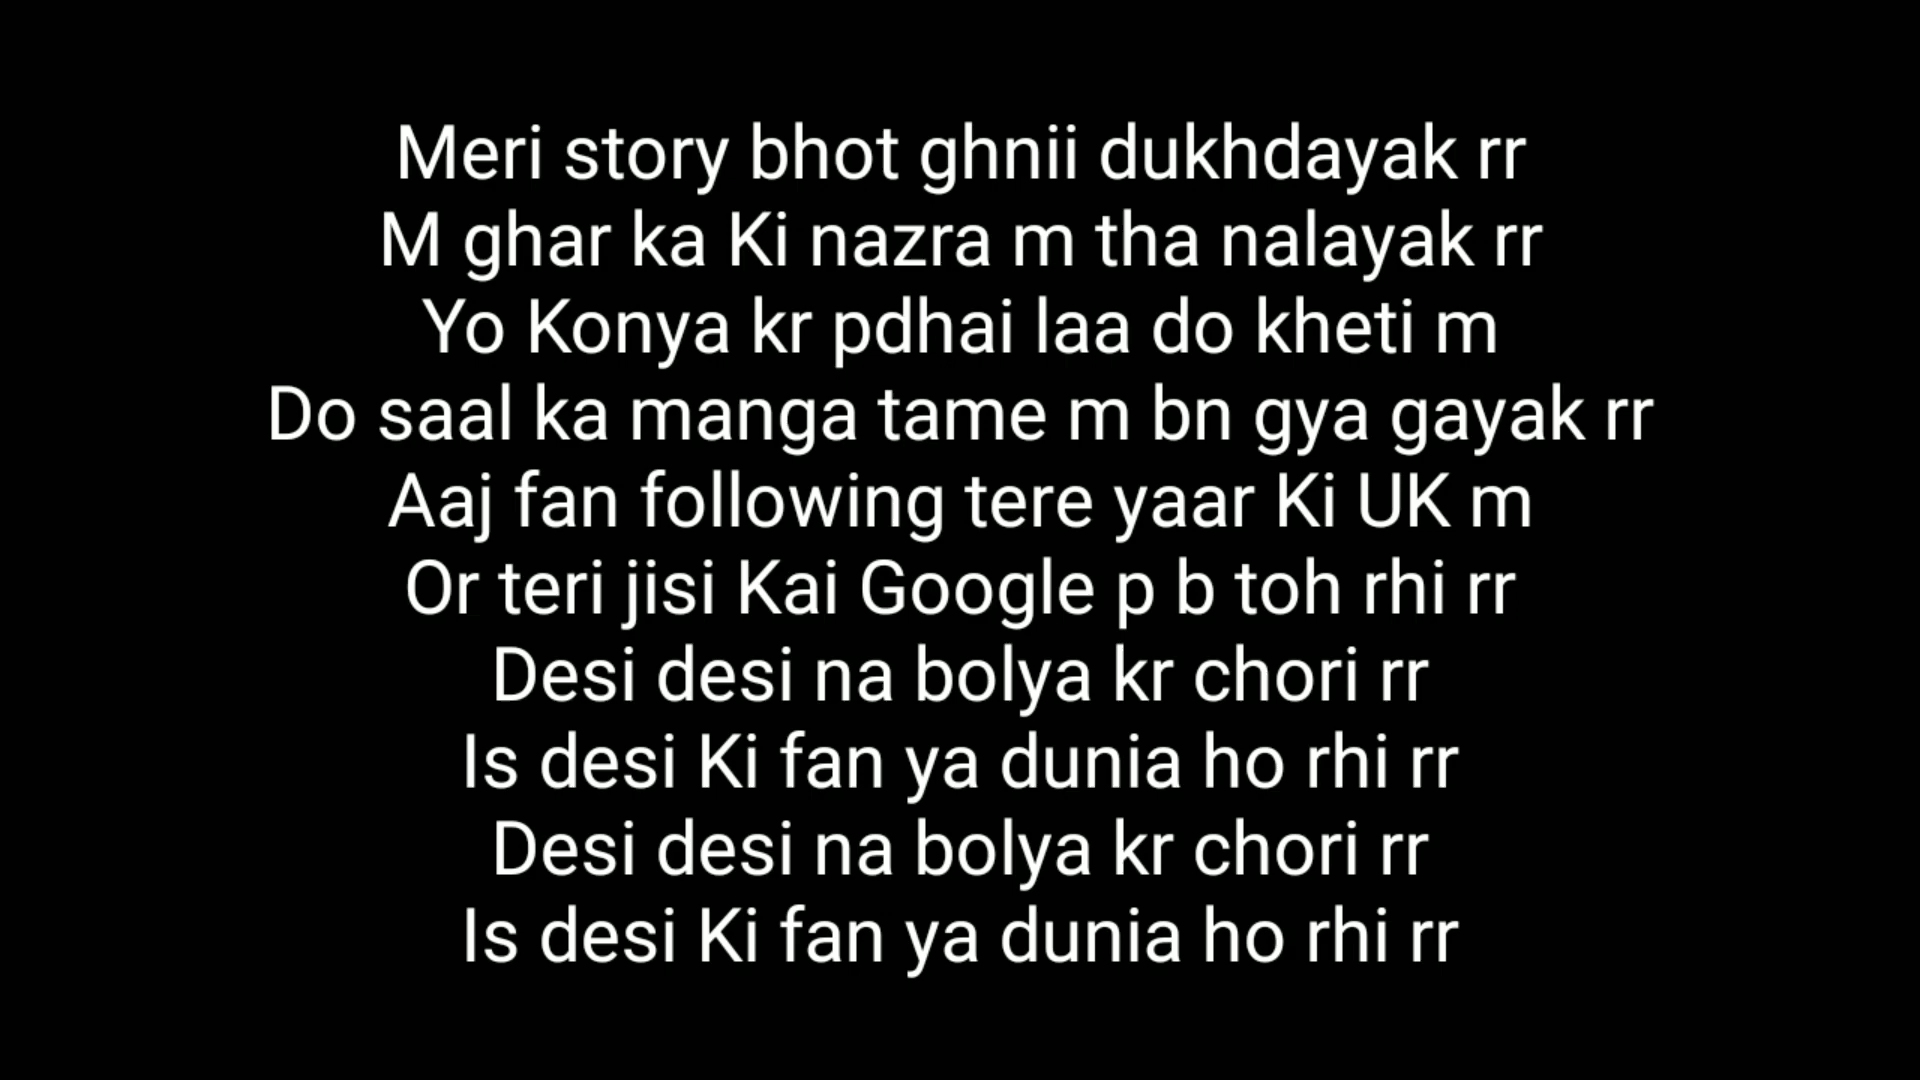 Meri story bhot ghnii dukhdayak rr
M ghar ka Ki nazra m tha nalayak rr
Yo Konya kr pdhai laa do kheti m
Do saal ka manga tame m bn gya gayak rr
Aaj fan following tere yaar Ki UK m
Or teri jisi Kai Google p b toh rhi rr
Desi desi na bolya kr chori rr
Is desi Ki fan ya dunia ho rhi rr
Desi desi na bolya kr chori rr
Is desi Ki fan ya dunia ho rhi rr